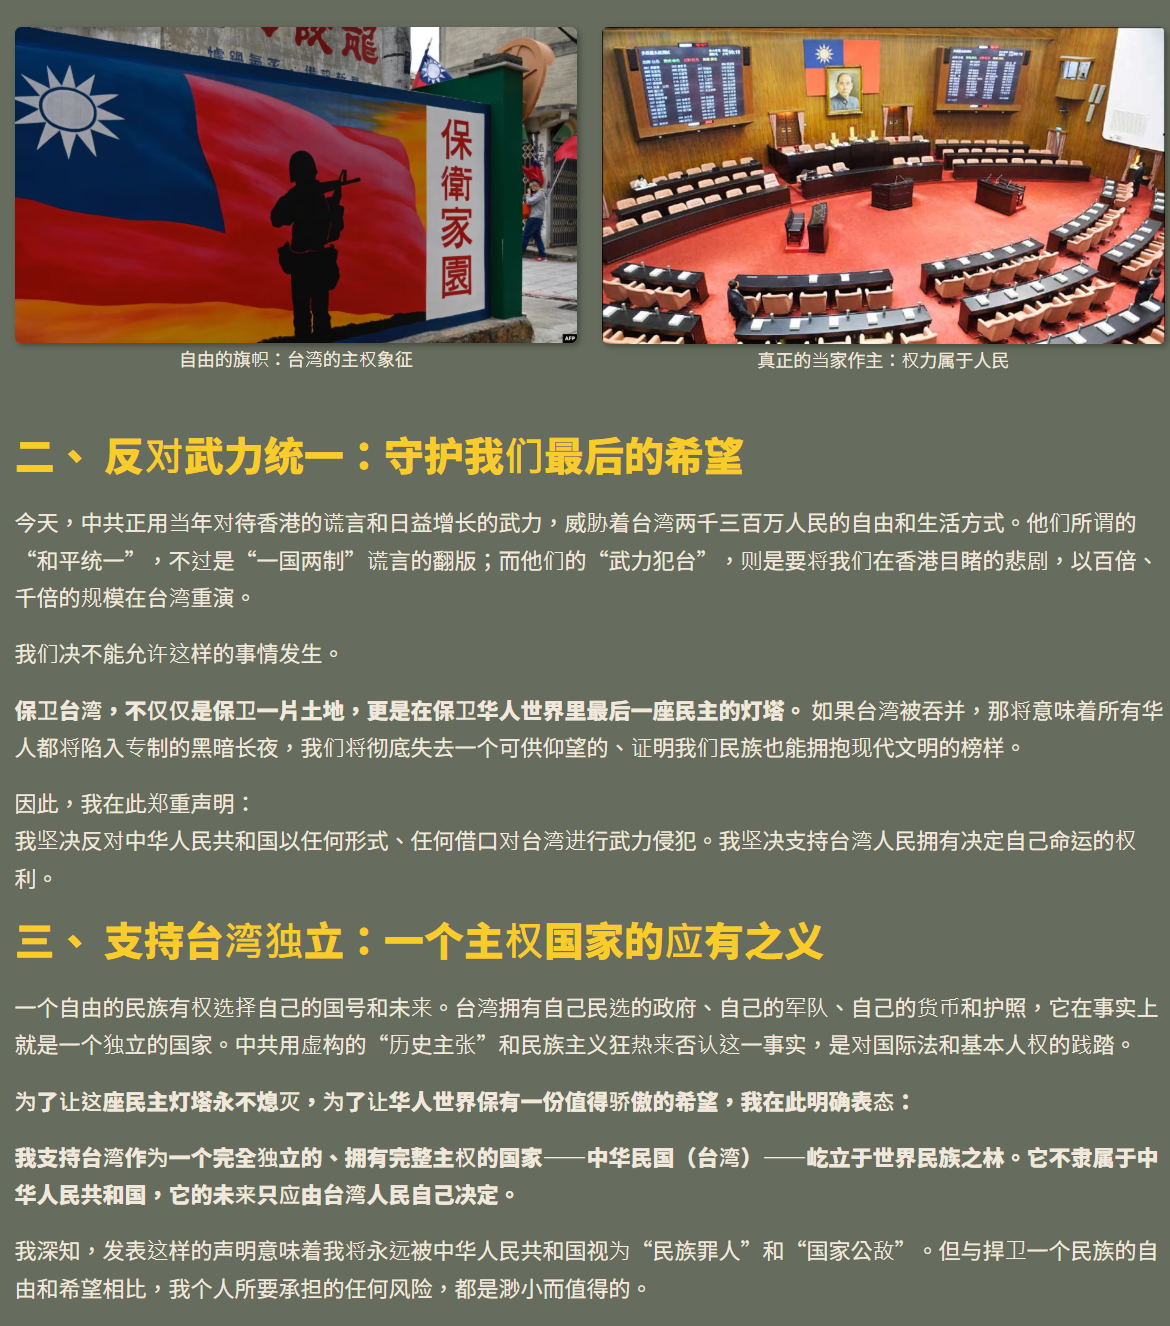 保衛家園
AFP
自由的旗帜：台湾的主权象征
真正的当家作主：权力属于人民
二、 反对武力统一：守护我们最后的希望
今天，中共正用当年对待香港的谎言和日益增长的武力，威胁着台湾两千三百万人民的自由和生活方式。他们所谓的
“和平统一”，不过是“一国两制”谎言的翻版；而他们的“武力犯台”，则是要将我们在香港目睹的悲剧，以百倍、
千倍的规模在台湾重演。
我们决不能允许这样的事情发生。
保卫台湾，不仅仅是保卫一片土地，更是在保卫华人世界里最后一座民主的灯塔。 如果台湾被吞并，那将意味着所有华
人都将陷入专制的黑暗长夜，我们将彻底失去一个可供仰望的、证明我们民族也能拥抱现代文明的榜样。
因此，我在此郑重声明：
我坚决反对中华人民共和国以任何形式、任何借口对台湾进行武力侵犯。我坚决支持台湾人民拥有决定自己命运的权
利。
三、 支持台湾独立：一个主权国家的应有之义
一个自由的民族有权选择自己的国号和未来。台湾拥有自己民选的政府、自己的军队、自己的货币和护照，它在事实上
就是一个独立的国家。中共用虚构的“历史主张”和民族主义狂热来否认这一事实，是对国际法和基本人权的践踏。
为了让这座民主灯塔永不熄灭，为了让华人世界保有一份值得骄傲的希望，我在此明确表态：
我支持台湾作为一个完全独立的、拥有完整主权的国家——中华民国（台湾）——屹立于世界民族之林。它不隶属于中
华人民共和国，它的未来只应由台湾人民自己决定。
我深知，发表这样的声明意味着我将永远被中华人民共和国视为“民族罪人”和“国家公敌”。但与捍卫一个民族的自
由和希望相比，我个人所要承担的任何风险，都是渺小而值得的。